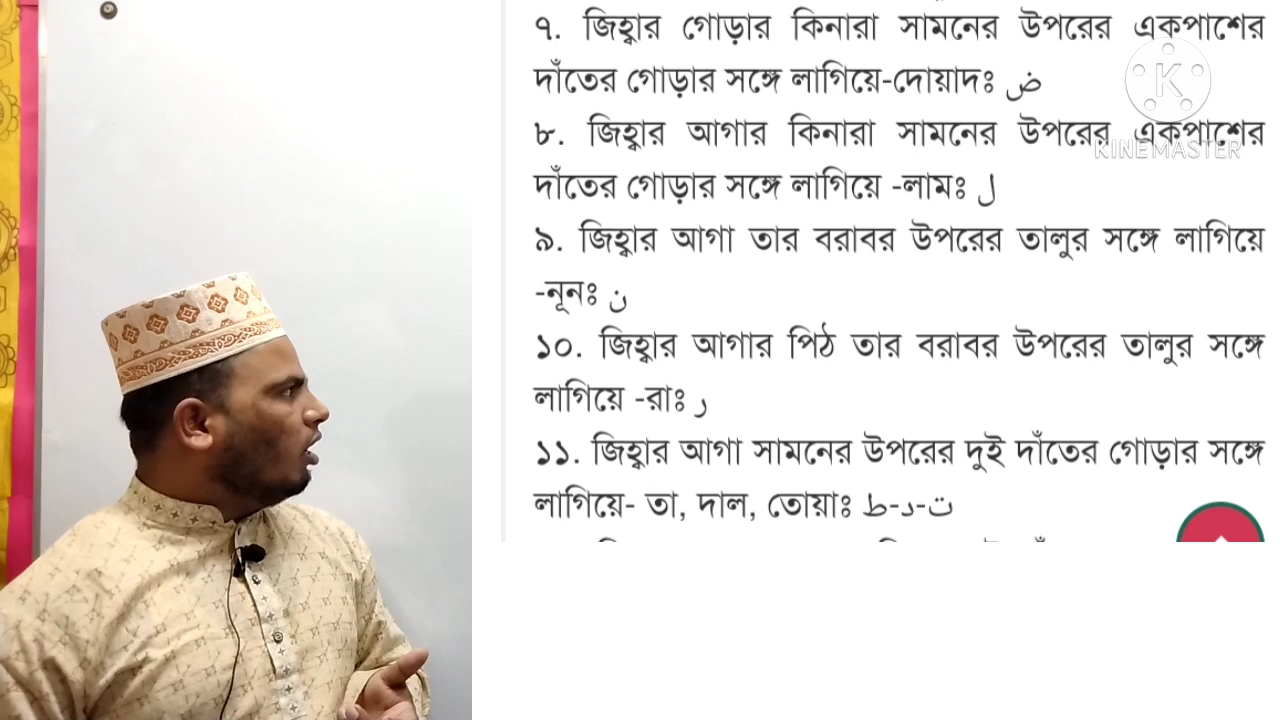 ৭. জিহ্বার গোড়ার কিনারা সামনের উপরের একপাশের
দাঁতের গোড়ার সঙ্গে লাগিয়ে-দোয়াদঃ ض
৮. জিহ্বার আগার কিনারা সামনের উপরের একপাশের
দাঁতের গোড়ার সঙ্গে লাগিয়ে -লামঃ ل
৯. জিহ্বার আগা তার বরাবর উপরের তালুর সঙ্গে লাগিয়ে
-নূনঃ ن
১০. জিহ্বার আগার পিঠ তার বরাবর উপরের তালুর সঙ্গে
লাগিয়ে -রাঃ ر
১১. জিহ্বার আগা সামনের উপরের দুই দাঁতের গোড়ার সঙ্গে
লাগিয়ে- তা, দাল, তোয়াঃ ت-د-ط
K
KINEMASTER